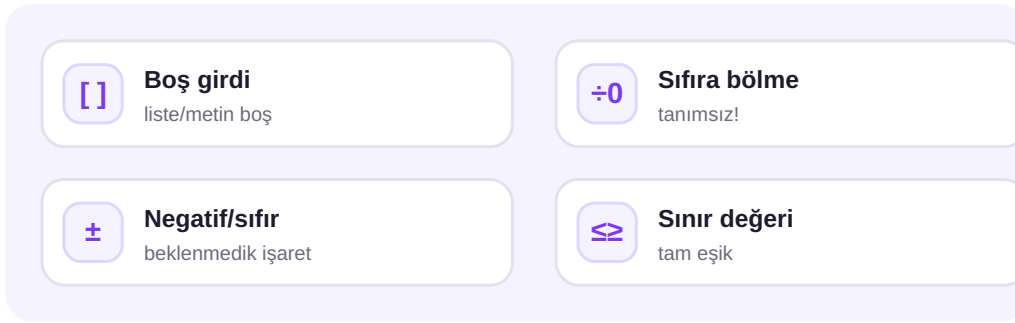 [ ]
Boş girdi
liste/metin boş
÷0
Sıfıra bölme
tanımsız!
±
Negatif/sıfır
beklenmedik işaret
≤≥
Sınır değeri
tam eşik